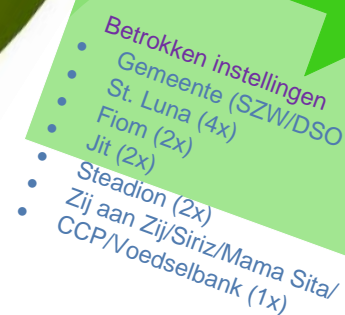 Betrokken instellingen
• Gemeente (SZW/DSO
• St. Luna (4x)
• Fiom (2x)
• Jit (2x)
• Steadion (2x)
• Zij aan Zij/Siriz/Mama Sita/
CCP/Voedselbank (1x)